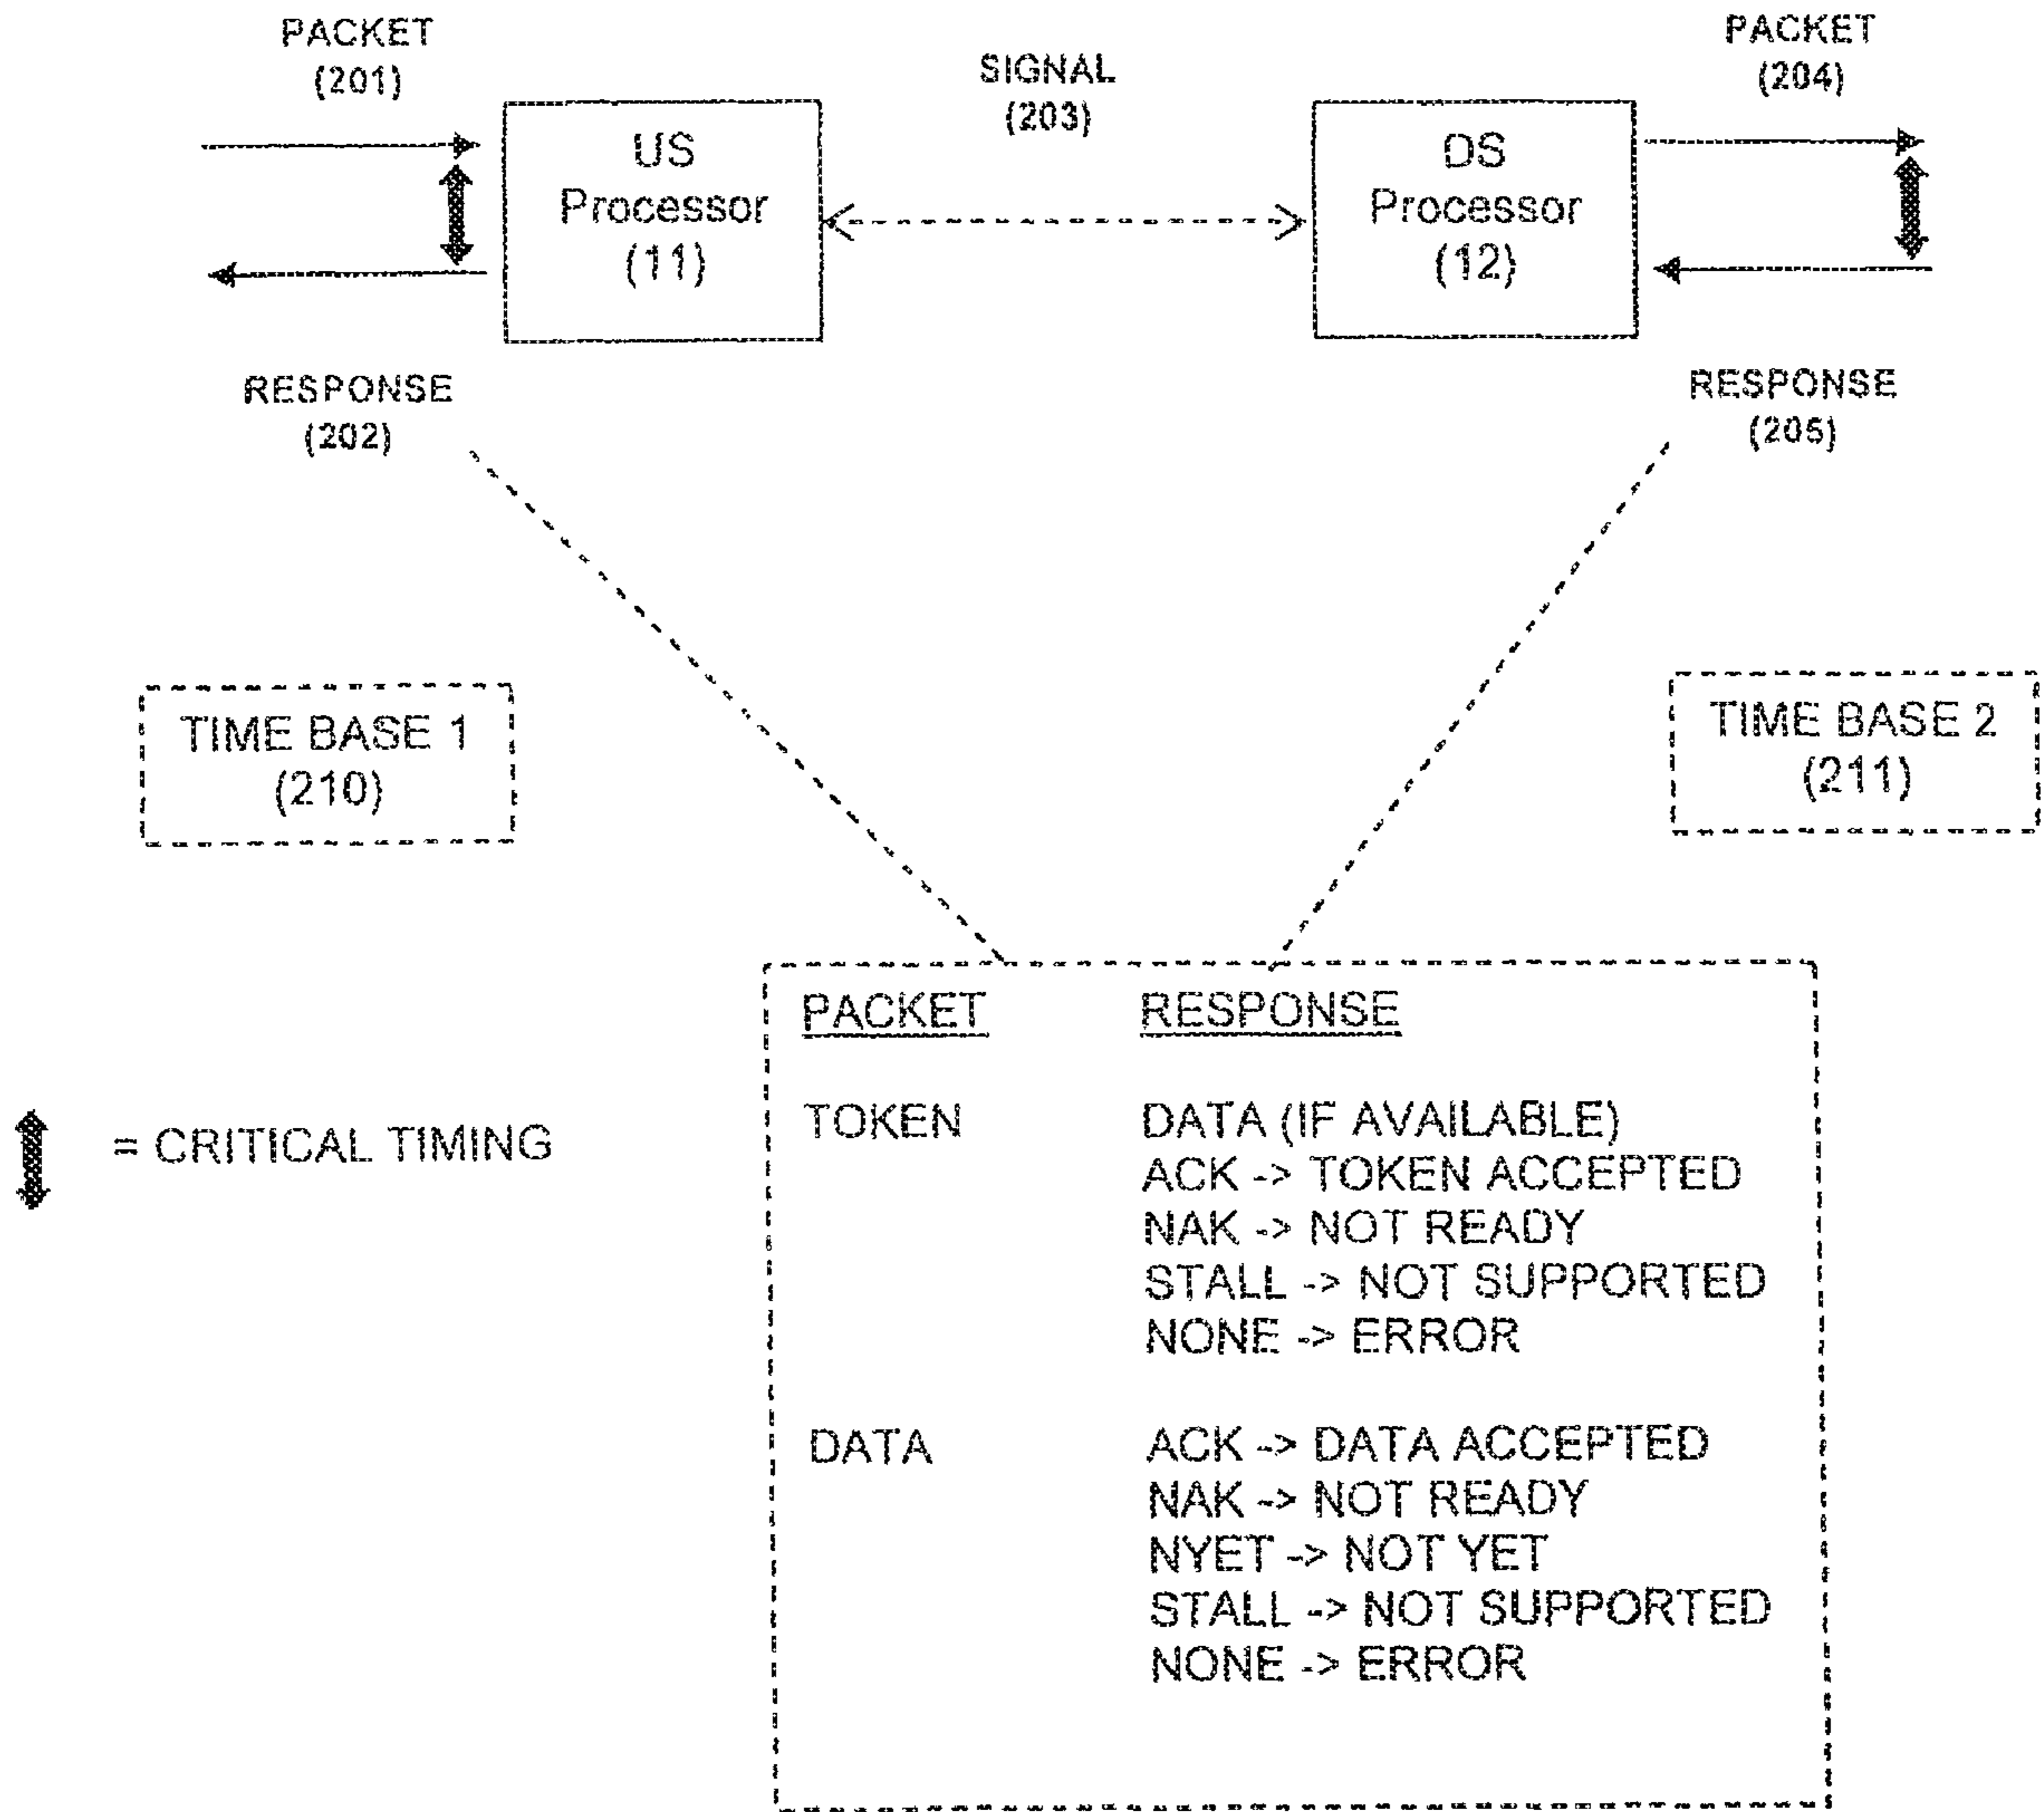 PACKET
(201)
SIGNAL
(203)
PACKET
(204)
US
Processor
(11)
DS
Processor
(12)
RESPONSE
(202)
RESPONSE
(205)
TIME BASE 1
(210)
TIME BASE 2
(211)
= CRITICAL TIMING
PACKET RESPONSE
TOKEN DATA (IF AVAILABLE)
ACK -> TOKEN ACCEPTED
NAK -> NOT READY
STALL -> NOT SUPPORTED
NONE -> ERROR
DATA ACK -> DATA ACCEPTED
NAK -> NOT READY
NYET -> NOT YET
STALL -> NOT SUPPORTED
NONE -> ERROR